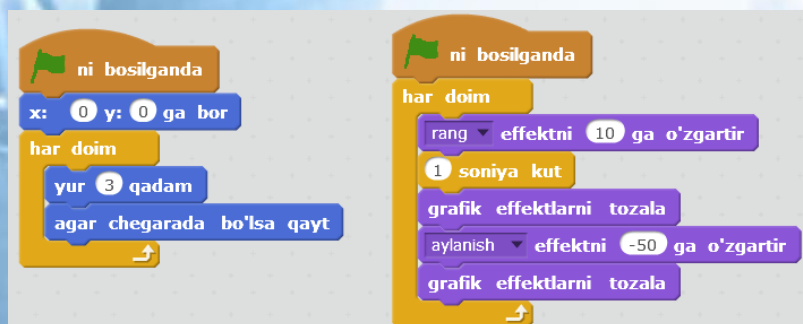 ni bosilganda
x: 0 y: 0 ga bor
har doim
yur 3 qadam
agar chegarada bo'lsa qayt
ni bosilganda
har doim
rang effektni 10 ga o'zgartir
1 soniya kut
grafik effektlarni tozala
aylanish effektni -50 ga o'zgartir
grafik effektlarni tozala